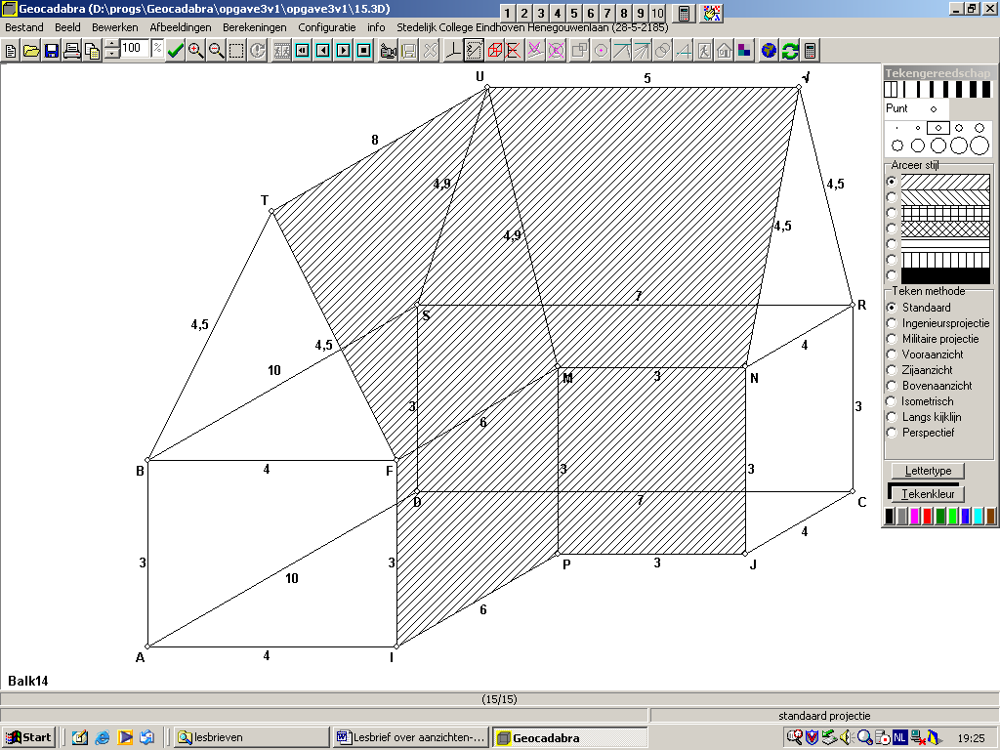 Geocadabra (D:\progs\Geocadabra\opgave3v1\opgave3v1\15.3D)
1 2 3 4 5 6 7 8 9 10
Bestand Beeld Bewerken Afbeeldingen Berekeningen Configuratie info Stedelijk College Eindhoven Henegouwenlaan (28-5-2185)
100 %
Tekengereedschap
Punt
Arceer stijl
Teken methode
Standaard
Ingenieursprojectie
Militaire projectie
Vooraanzicht
Zijaanzicht
Bovenaanzicht
Isometrisch
Langs kijklijn
Perspectief
Lettertype
Tekenkleur
U 5 √
8
4,9 4,5
T
4,9 4,5
7
S R
4,5 4,5 4
10
M 3 N
3 3
6
B 4 F 3 3
D 7 C
4
3 3 P 3 J
10
6
A 4 I
Balk14
(15/15)
standaard projectie
Start lesbrieven Lesbrief over aanzichten-... Geocadabra NL 19:25